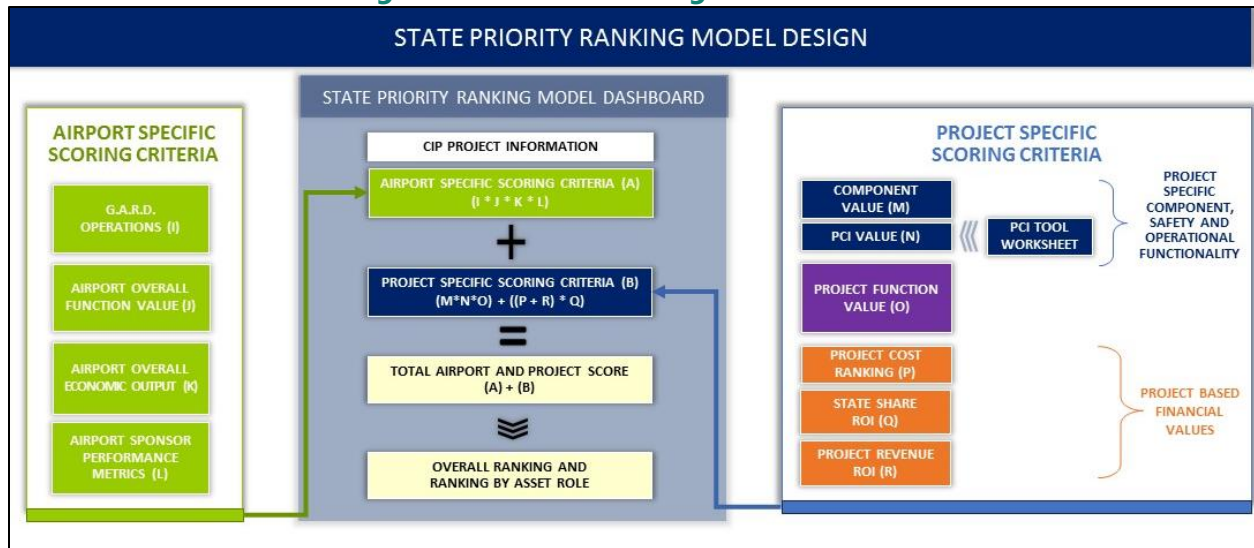 STATE PRIORITY RANKING MODEL DESIGN
STATE PRIORITY RANKING MODEL DASHBOARD
AIRPORT SPECIFIC
SCORING CRITERIA
G.A.R.D.
OPERATIONS (I)
AIRPORT OVERALL
FUNCTION VALUE (J)
AIRPORT OVERALL
ECONOMIC OUTPUT (K)
AIRPORT SPONSOR
PERFORMANCE
METRICS (L)
CIP PROJECT INFORMATION
AIRPORT SPECIFIC SCORING CRITERIA (A)
(I * J * K * L)
+
PROJECT SPECIFIC SCORING CRITERIA (B)
(M*N*O) + ((P + R) * Q)
=
TOTAL AIRPORT AND PROJECT SCORE
(A) + (B)
OVERALL RANKING AND
RANKING BY ASSET ROLE
PROJECT SPECIFIC
SCORING CRITERIA
COMPONENT
VALUE (M)
PCI VALUE (N)
PCI TOOL
WORKSHEET
PROJECT
SPECIFIC
COMPONENT,
SAFETY AND
OPERATIONAL
FUNCTIONALITY
PROJECT FUNCTION
VALUE (O)
PROJECT COST
RANKING (P)
STATE SHARE
ROI (Q)
PROJECT REVENUE
ROI (R)
PROJECT BASED
FINANCIAL
VALUES